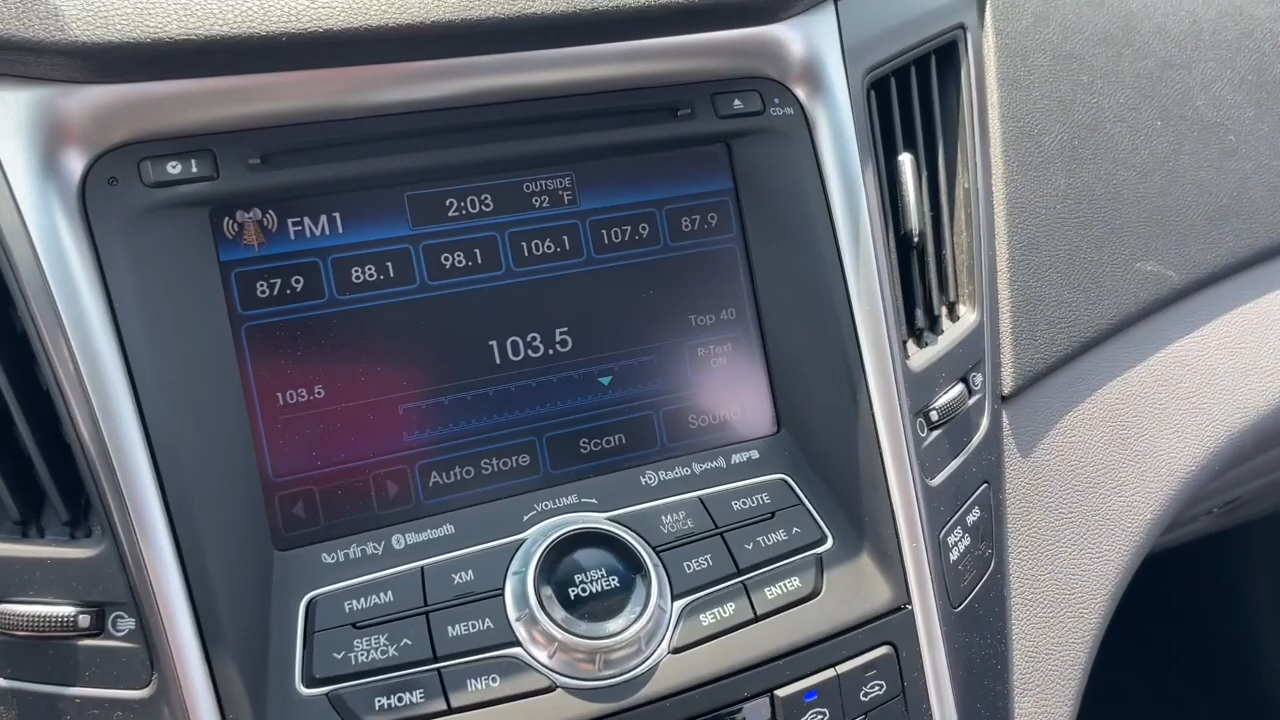 CD-IN
FM1
2:03
OUTSIDE
92 °F
87.9
88.1
98.1
106.1
107.9
87.9
103.5
Top 40
103.5
R-Text
ON
Auto Store
Scan
Sound
Infinity
Bluetooth
VOLUME
HD Radio
((XM))
MP3
FM/AM
XM
SEEK
TRACK
MEDIA
PHONE
INFO
PUSH
POWER
MAP
VOICE
ROUTE
DEST
TUNE
SETUP
ENTER
PASS
AIR BAG
PASS